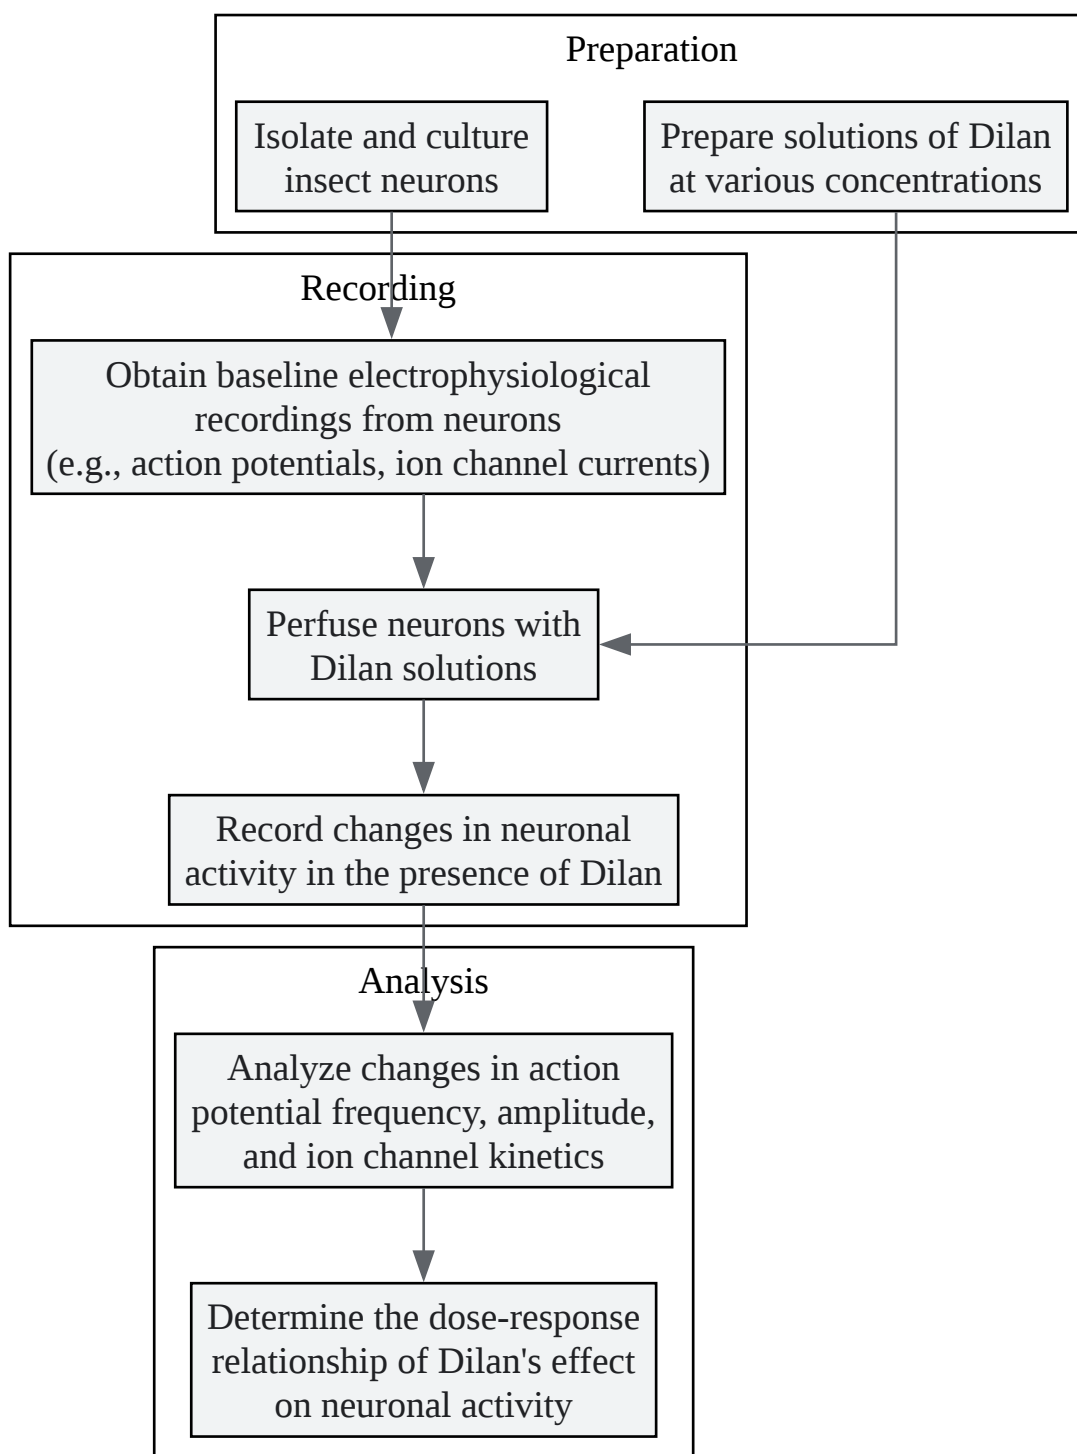 Preparation
Isolate and culture
insect neurons
Prepare solutions of Dilan
at various concentrations
Recording
Obtain baseline electrophysiological
recordings from neurons
(e.g., action potentials, ion channel currents)
Perfuse neurons with
Dilan solutions
Record changes in neuronal
activity in the presence of Dilan
Analysis
Analyze changes in action
potential frequency, amplitude,
and ion channel kinetics
Determine the dose-response
relationship of Dilan's effect
on neuronal activity